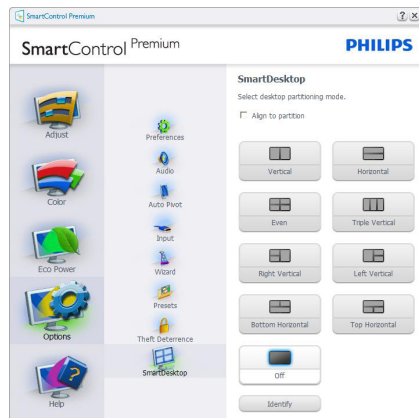 SmartControl Premium
SmartControl Premium
PHILIPS
Adjust
Color
Eco Power
Options
Help
Preferences
Audio
Auto Pivot
Input
Wizard
Presets
Theft Deterrence
SmartDesktop
SmartDesktop
Select desktop partitioning mode.
Align to partition
Vertical
Horizontal
Even
Triple Vertical
Right Vertical
Left Vertical
Bottom Horizontal
Top Horizontal
Off
Identify